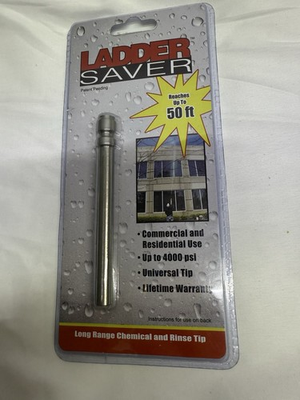 LADDER
SAVER
Patent Pending
Reaches
Up To
50 ft
• Commercial and
Residential Use
• Up to 4000 psi
• Universal Tip
• Lifetime Warranty
Instructions for use on back
Long Range Chemical and Rinse Tip